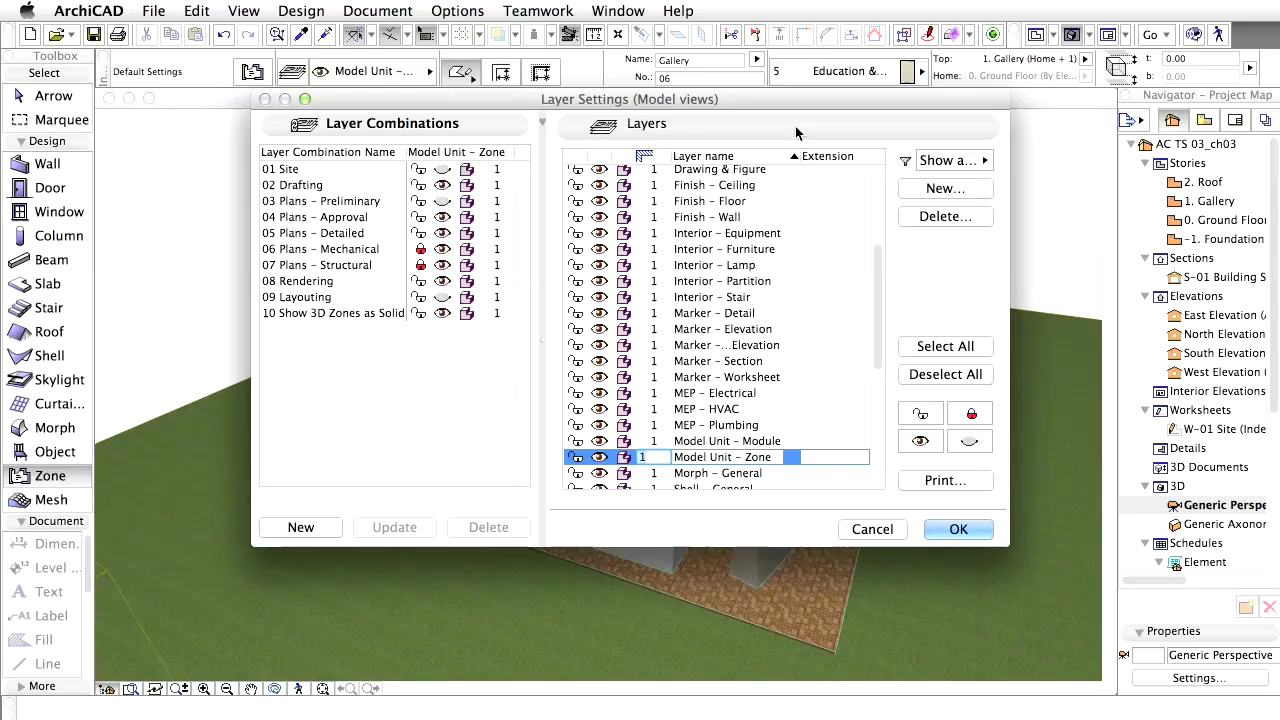 ArchiCAD File Edit View Design Document Options Teamwork Window Help
Go
Toolbox
Select
Arrow
Marquee
Design
Wall
Door
Window
Column
Beam
Slab
Stair
Roof
Shell
Skylight
Curtai...
Morph
Object
Zone
Mesh
Document
Dimen.
Level ..
Text
Label
Fill
Line
More
Default Settings
Model Unit -...
Name: Gallery
No.: 06
5 Education &...
Top: 1. Gallery (Home + 1)
Home: 0. Ground Floor (By Ele...
t: 0.00
b: 0.00
Layer Settings (Model views)
Layer Combinations
Layer Combination Name Model Unit - Zone
01 Site 1
02 Drafting 1
03 Plans - Preliminary 1
04 Plans - Approval 1
05 Plans - Detailed 1
06 Plans - Mechanical 1
07 Plans - Structural 1
08 Rendering 1
09 Layouting 1
10 Show 3D Zones as Solid 1
New Update Delete
Layers
Layer name Extension
1 Drawing & Figure
1 Finish - Ceiling
1 Finish - Floor
1 Finish - Wall
1 Interior - Equipment
1 Interior - Furniture
1 Interior - Lamp
1 Interior - Partition
1 Interior - Stair
1 Marker - Detail
1 Marker - Elevation
1 Marker -...Elevation
1 Marker - Section
1 Marker - Worksheet
1 MEP - Electrical
1 MEP - HVAC
1 MEP - Plumbing
1 Model Unit - Module
1 Model Unit - Zone
1 Morph - General
Shell - General
Show a...
New...
Delete...
Select All
Deselect All
Print...
Cancel OK
Navigator - Project Map
AC TS 03_ch03
Stories
2. Roof
1. Gallery
0. Ground Floo
-1. Foundation
Sections
S-01 Building S
Elevations
East Elevation
North Elevation
South Elevation
West Elevation
Interior Elevations
Worksheets
W-01 Site (Inde
Details
3D Documents
3D
Generic Perspe
Generic Axonor
Schedules
Element
Properties
Generic Perspective
Settings...